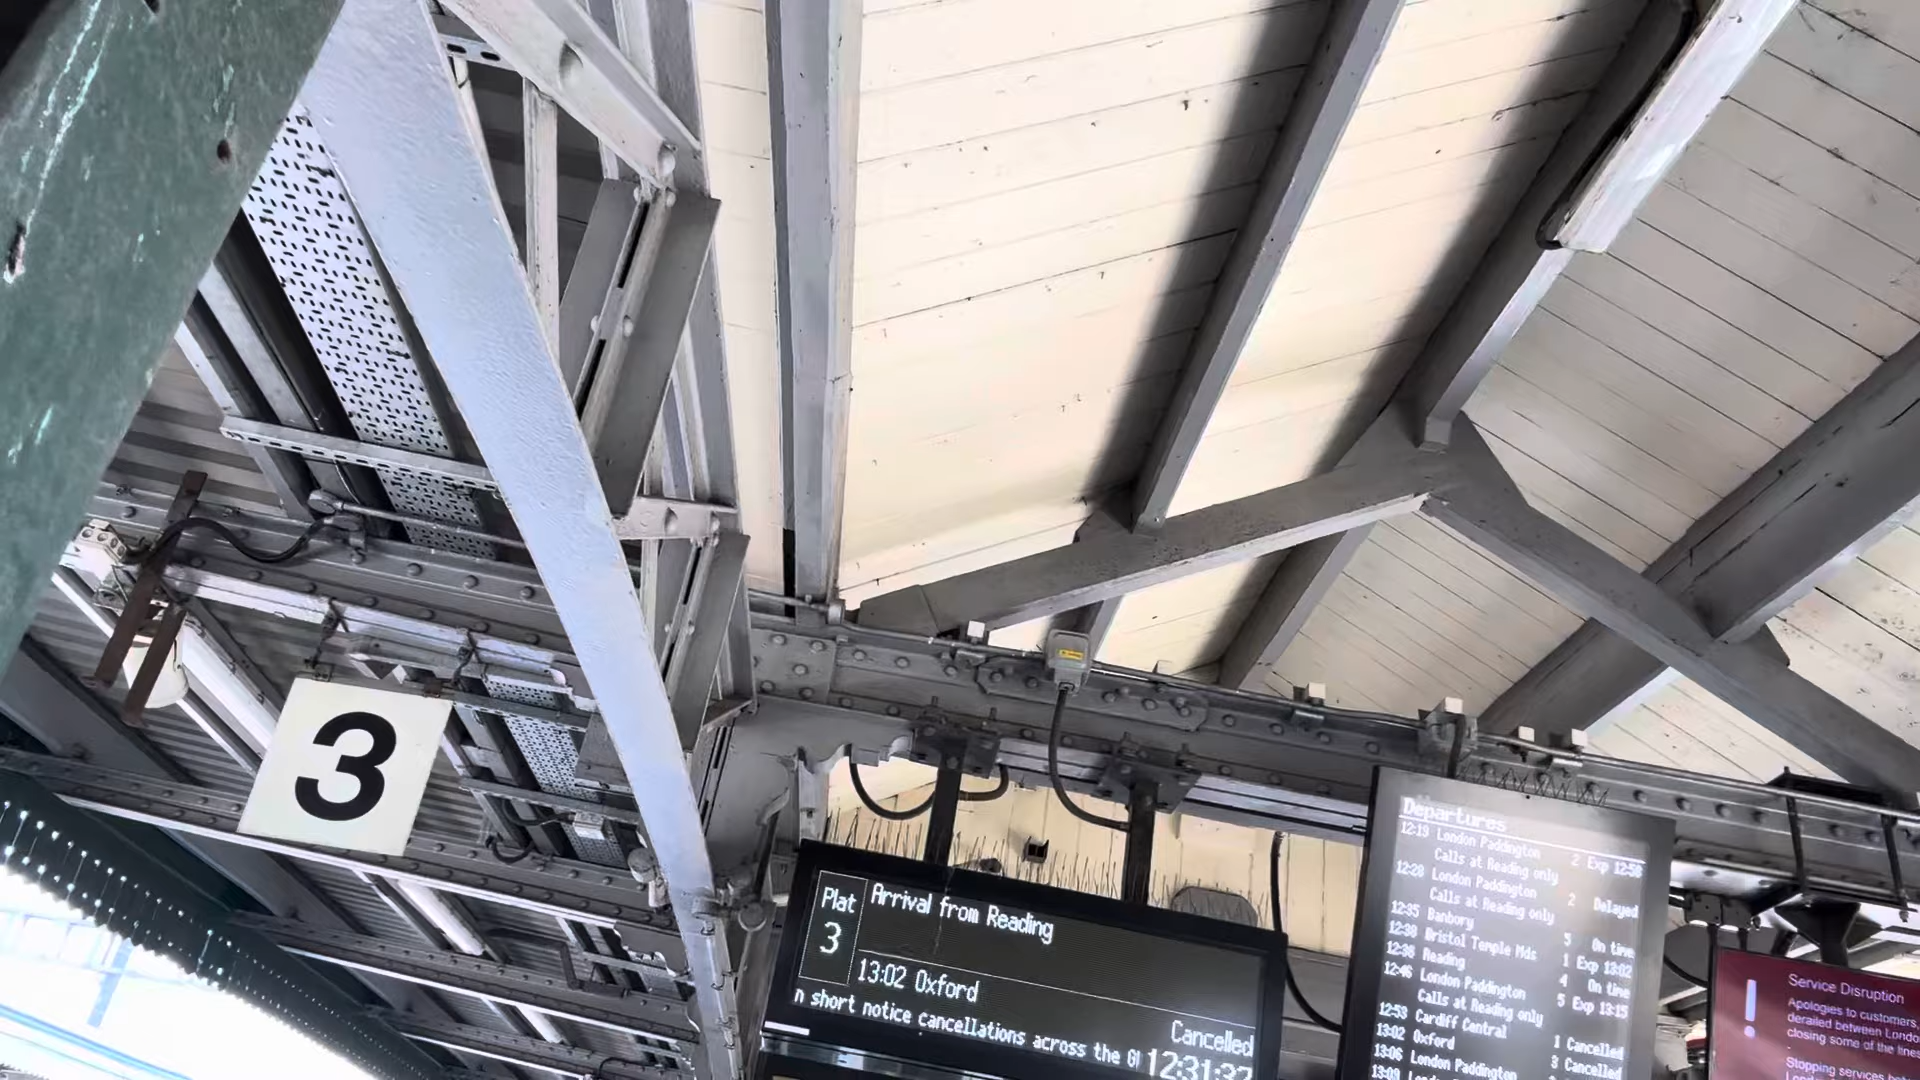 3
Plat
3
Arrival from Reading
13:02 Oxford
Cancelled
n short notice cancellations across the G
12:31:32
Departures
12:19 London Paddington 2 Exp 12:58
Calls at Reading only
12:28 London Paddington 2 Delayed
Calls at Reading only
12:35 Banbury 5 On time
12:38 Bristol Temple Mds 1 Exp 13:02
12:38 Reading 4 On time
12:46 London Paddington 5 Exp 13:15
Calls at Reading only
12:53 Cardiff Central 1 Cancelled
13:02 Oxford 3 Cancelled
13:06 London Paddington
13:09
!
Service Disruption
Apologies to customers,
derailed between Londo
closing some of the lines
Stopping services bet